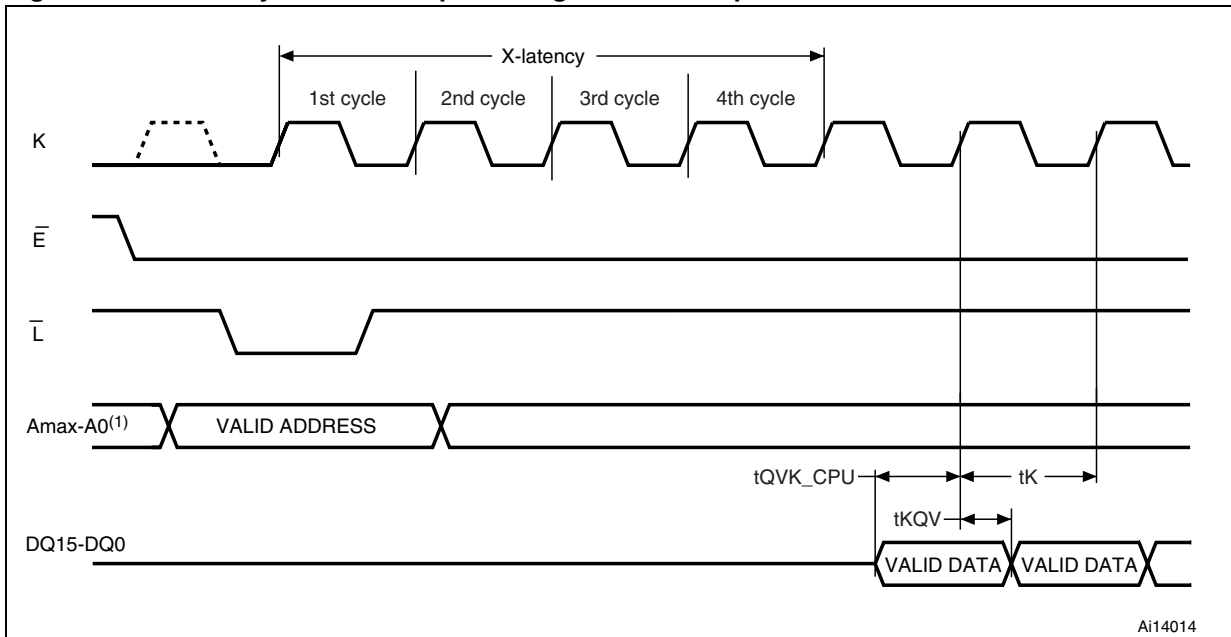 X-latency
1st cycle 2nd cycle 3rd cycle 4th cycle
K
E̅
L̅
Amax-A0(1) VALID ADDRESS
tQVK_CPU tK
tKQV
DQ15-DQ0 VALID DATA VALID DATA
Ai14014